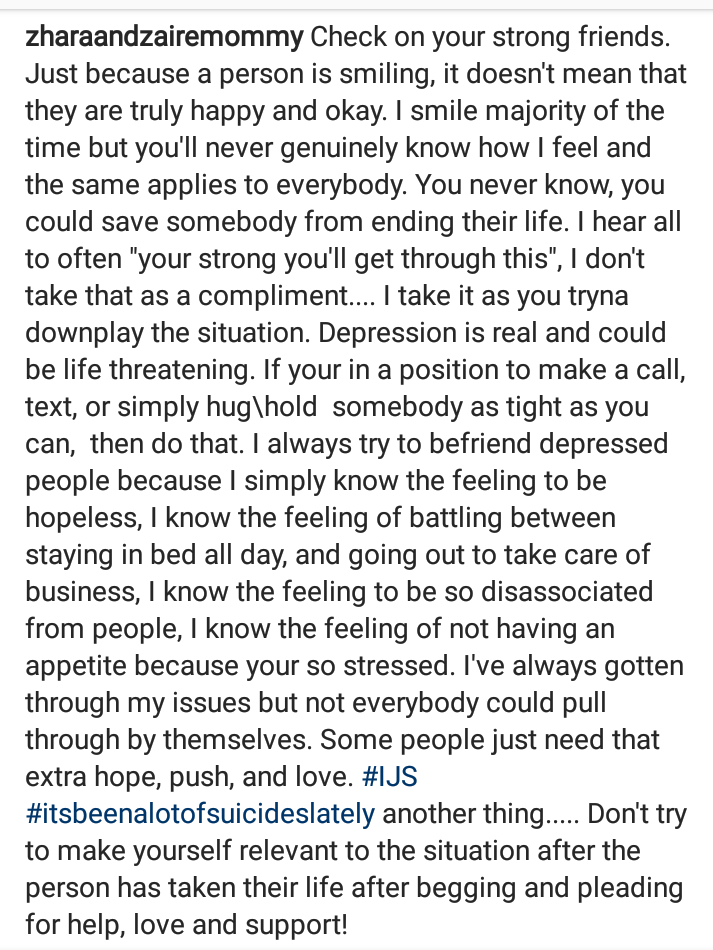 zharaandzairemommy Check on your strong friends.
Just because a person is smiling, it doesn't mean that
they are truly happy and okay. I smile majority of the
time but you'll never genuinely know how I feel and
the same applies to everybody. You never know, you
could save somebody from ending their life. I hear all
to often "your strong you'll get through this", I don't
take that as a compliment.... I take it as you tryna
downplay the situation. Depression is real and could
be life threatening. If your in a position to make a call,
text, or simply hug\hold  somebody as tight as you
can,  then do that. I always try to befriend depressed
people because I simply know the feeling to be
hopeless, I know the feeling of battling between
staying in bed all day, and going out to take care of
business, I know the feeling to be so disassociated
from people, I know the feeling of not having an
appetite because your so stressed. I've always gotten
through my issues but not everybody could pull
through by themselves. Some people just need that
extra hope, push, and love. #IJS
#itsbeenalotofsuicideslately another thing..... Don't try
to make yourself relevant to the situation after the
person has taken their life after begging and pleading
for help, love and support!